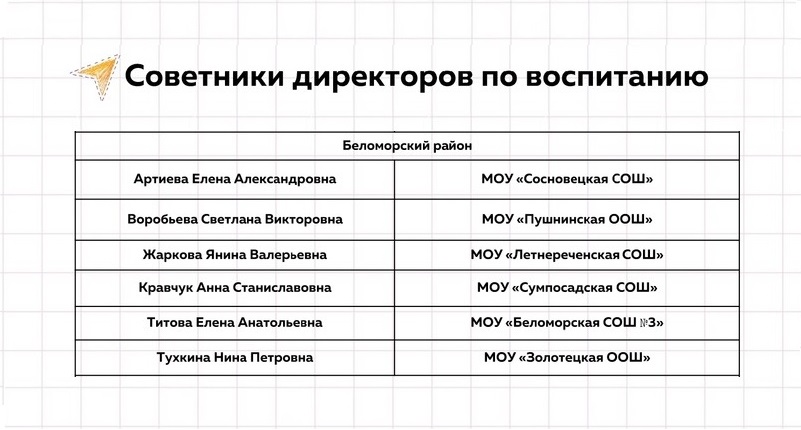 Советники директоров по воспитанию
Беломорский район
Артиева Елена Александровна МОУ «Сосновецкая СОШ»
Воробьева Светлана Викторовна МОУ «Пушнинская ООШ»
Жаркова Янина Валерьевна МОУ «Летнереченская СОШ»
Кравчук Анна Станиславовна МОУ «Сумпосадская СОШ»
Титова Елена Анатольевна МОУ «Беломорская СОШ №3»
Тухкина Нина Петровна МОУ «Золотецкая ООШ»